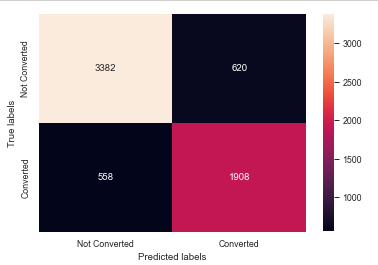 Not Converted
Converted
True labels
3382
620
558
1908
Not Converted
Converted
Predicted labels
3000
2500
2000
1500
1000